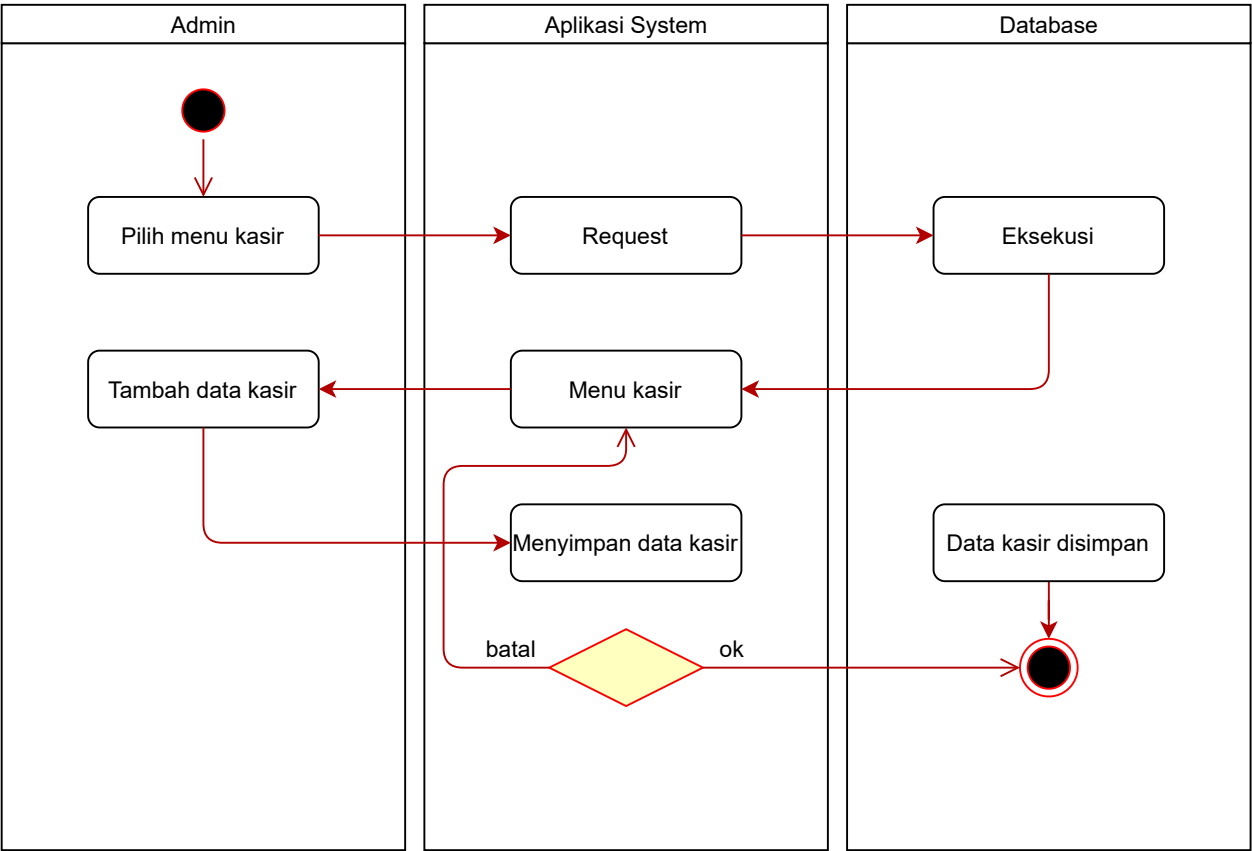 Admin
Aplikasi System
Database
Pilih menu kasir
Request
Eksekusi
Tambah data kasir
Menu kasir
Menyimpan data kasir
Data kasir disimpan
batal
ok